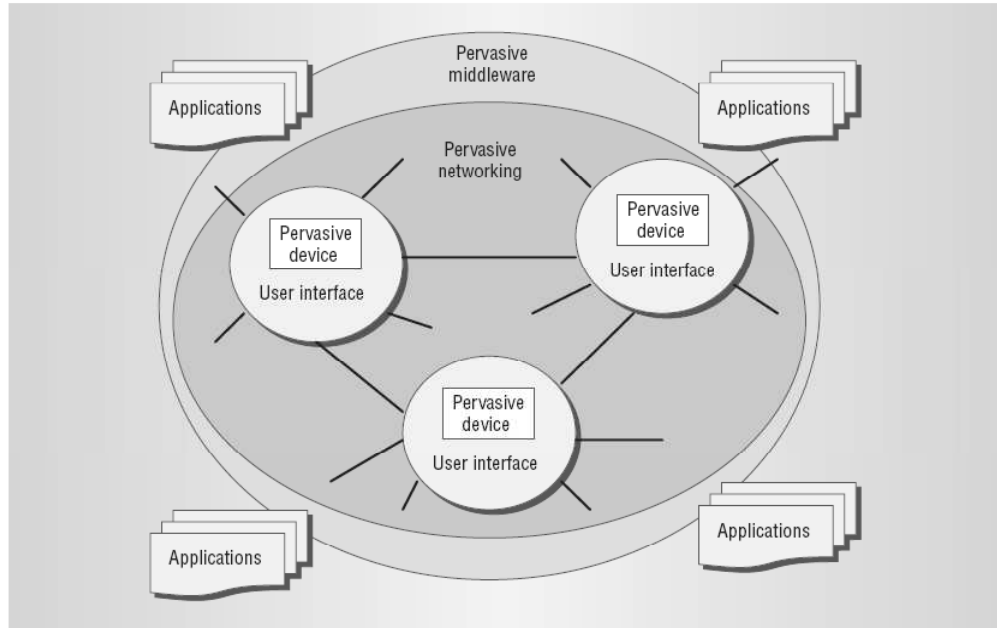 Pervasive
middleware
Applications
Applications
Pervasive
networking
Pervasive
device
User interface
Pervasive
device
User interface
Pervasive
device
User interface
Applications
Applications